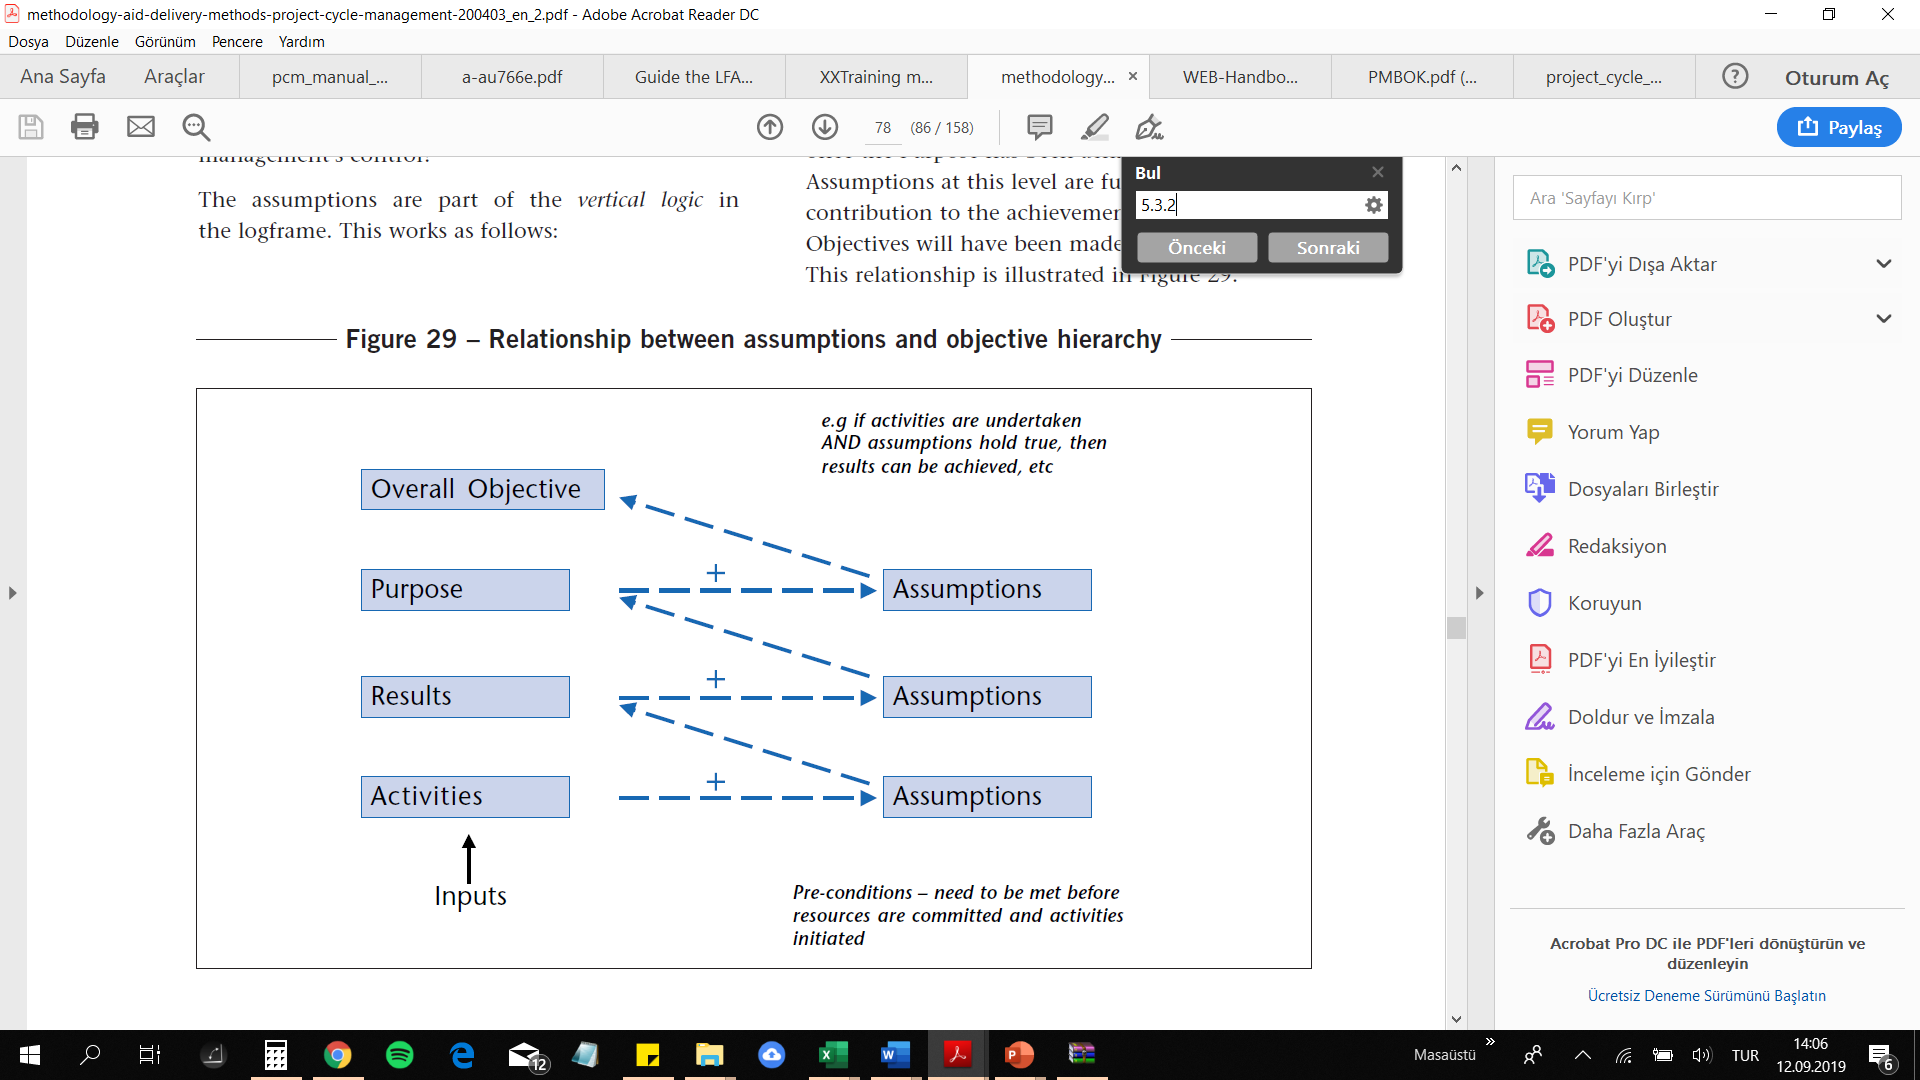 methodology-aid-delivery-methods-project-cycle-management-200403_en_2.pdf - Adobe Acrobat Reader DC
Dosya Düzenle Görünüm Pencere Yardım
Ana Sayfa Araçlar pcm_manual_... a-au766e.pdf Guide the LFA... XXTraining m... methodology... × WEB-Handbo... PMBOK.pdf (... project_cycle_... ? Oturum Aç
78 (86 / 158)
Paylaş
management's control.
The assumptions are part of the vertical logic in
the logframe. This works as follows:
Assumptions at this level are fu
contribution to the achievemen
Objectives will have been made
This relationship is illustrated in Figure 29.
Bul
5.3.2
Önceki Sonraki
Figure 29 – Relationship between assumptions and objective hierarchy
e.g if activities are undertaken
AND assumptions hold true, then
results can be achieved, etc
Overall Objective
Purpose + Assumptions
Results + Assumptions
Activities + Assumptions
Inputs
Pre-conditions – need to be met before
resources are committed and activities
initiated
Ara 'Sayfayı Kırp'
PDF'yi Dışa Aktar
PDF Oluştur
PDF'yi Düzenle
Yorum Yap
Dosyaları Birleştir
Redaksiyon
Koruyun
PDF'yi En İyileştir
Doldur ve İmzala
İnceleme için Gönder
Daha Fazla Araç
Acrobat Pro DC ile PDF'leri dönüştürün ve
düzenleyin
Ücretsiz Deneme Sürümünü Başlatın
12
Masaüstü
TUR
14:06
12.09.2019
6